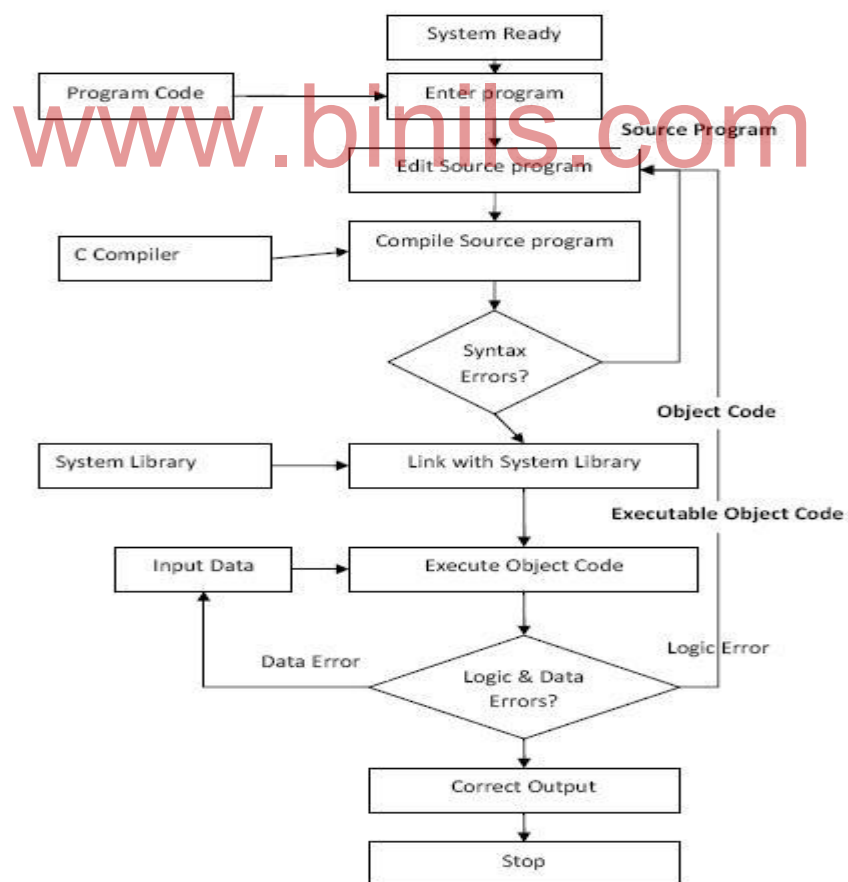 System Ready
Program Code
Enter program
www.binils.com
Source Program
Edit Source program
Compile Source program
C Compiler
Syntax
Errors?
Object Code
System Library
Link with System Library
Executable Object Code
Input Data
Execute Object Code
Data Error
Logic Error
Logic & Data
Errors?
Correct Output
Stop